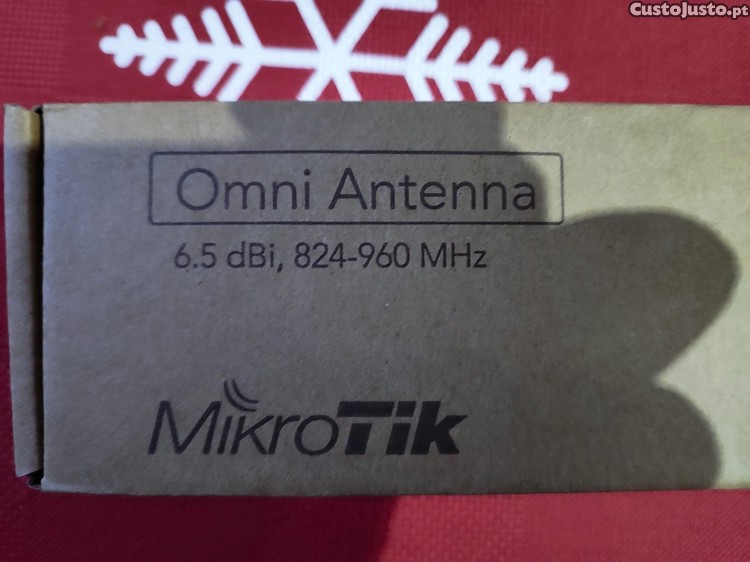 CustoJusto.pt
Omni Antenna
6.5 dBi, 824-960 MHz
MikroTik